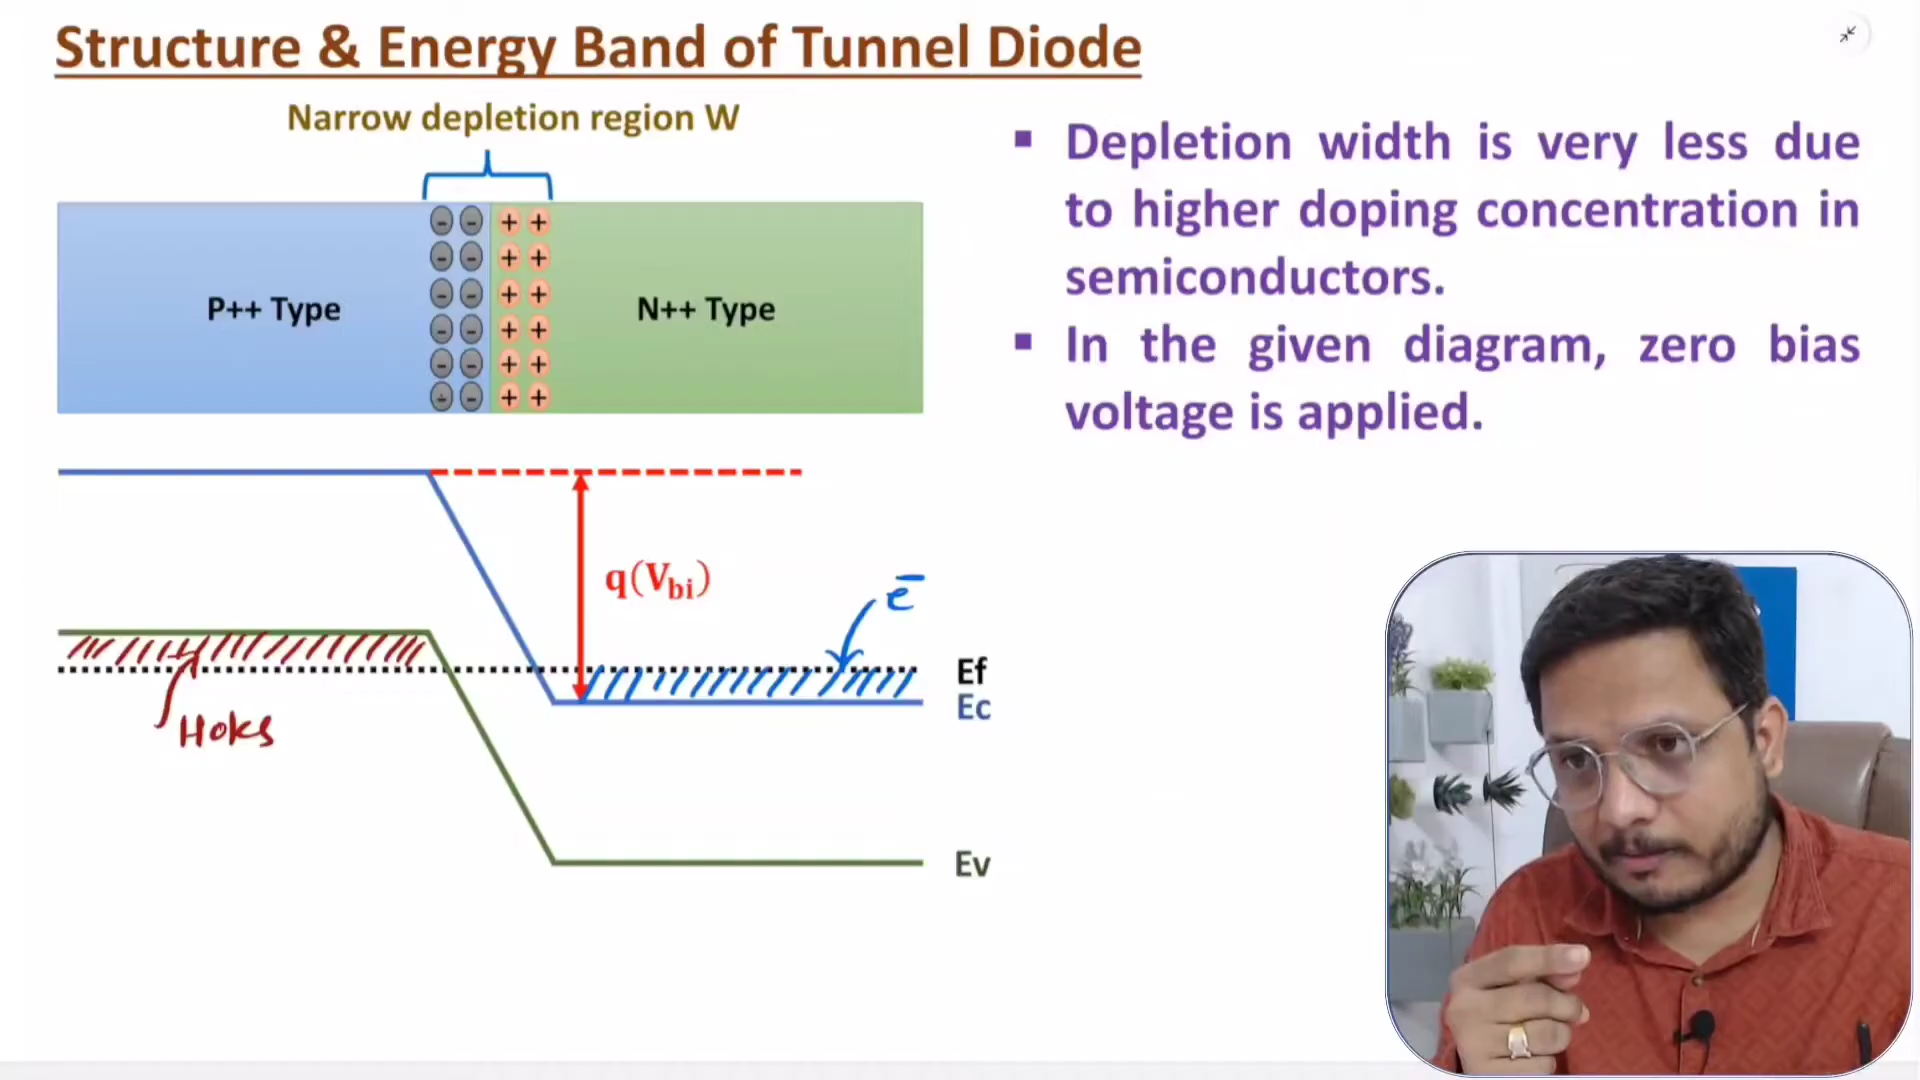 Structure & Energy Band of Tunnel Diode
Narrow depletion region W
P++ Type
N++ Type
▪ Depletion width is very less due
to higher doping concentration in
semiconductors.
▪ In the given diagram, zero bias
voltage is applied.
q(Vbi)
e̅
Ef
Ec
Holes
Ev